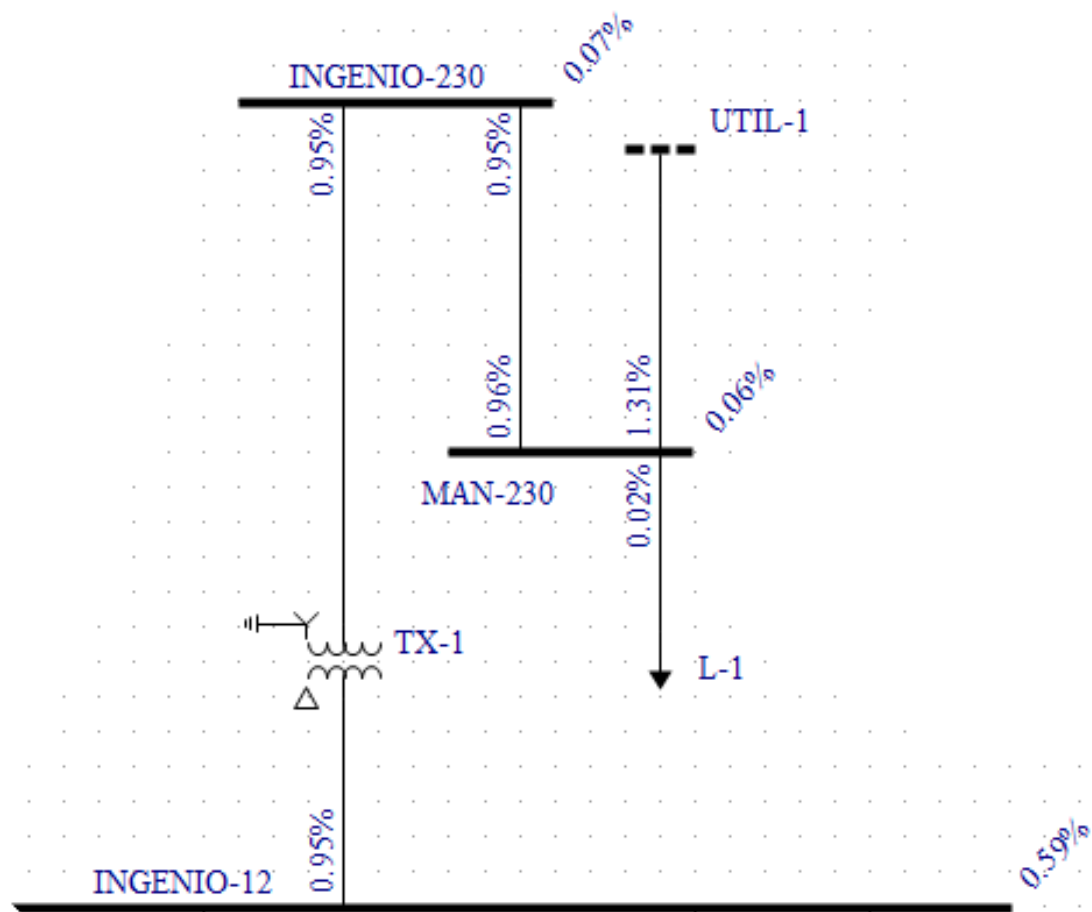 INGENIO-230
0.07%
UTIL-1
0.95%
0.95%
0.96%
1.31%
0.06%
MAN-230
0.02%
TX-1
L-1
0.95%
INGENIO-12
0.59%